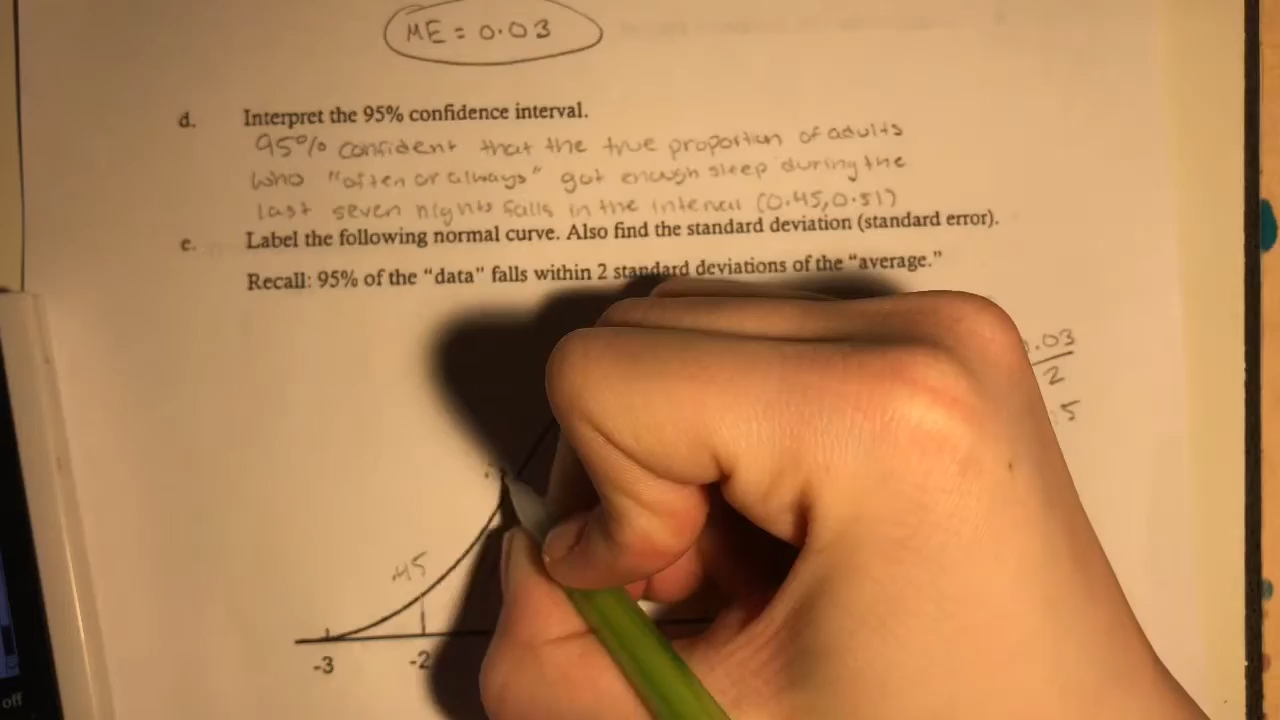 ME = 0.03
d. Interpret the 95% confidence interval.
95% confident that the true proportion of adults
who "often or always" got enough sleep during the
last seven nights falls in the interval (0.45, 0.51)
e. Label the following normal curve. Also find the standard deviation (standard error).
Recall: 95% of the "data" falls within 2 standard deviations of the "average."
.03
2
5
.45
-3 -2
off